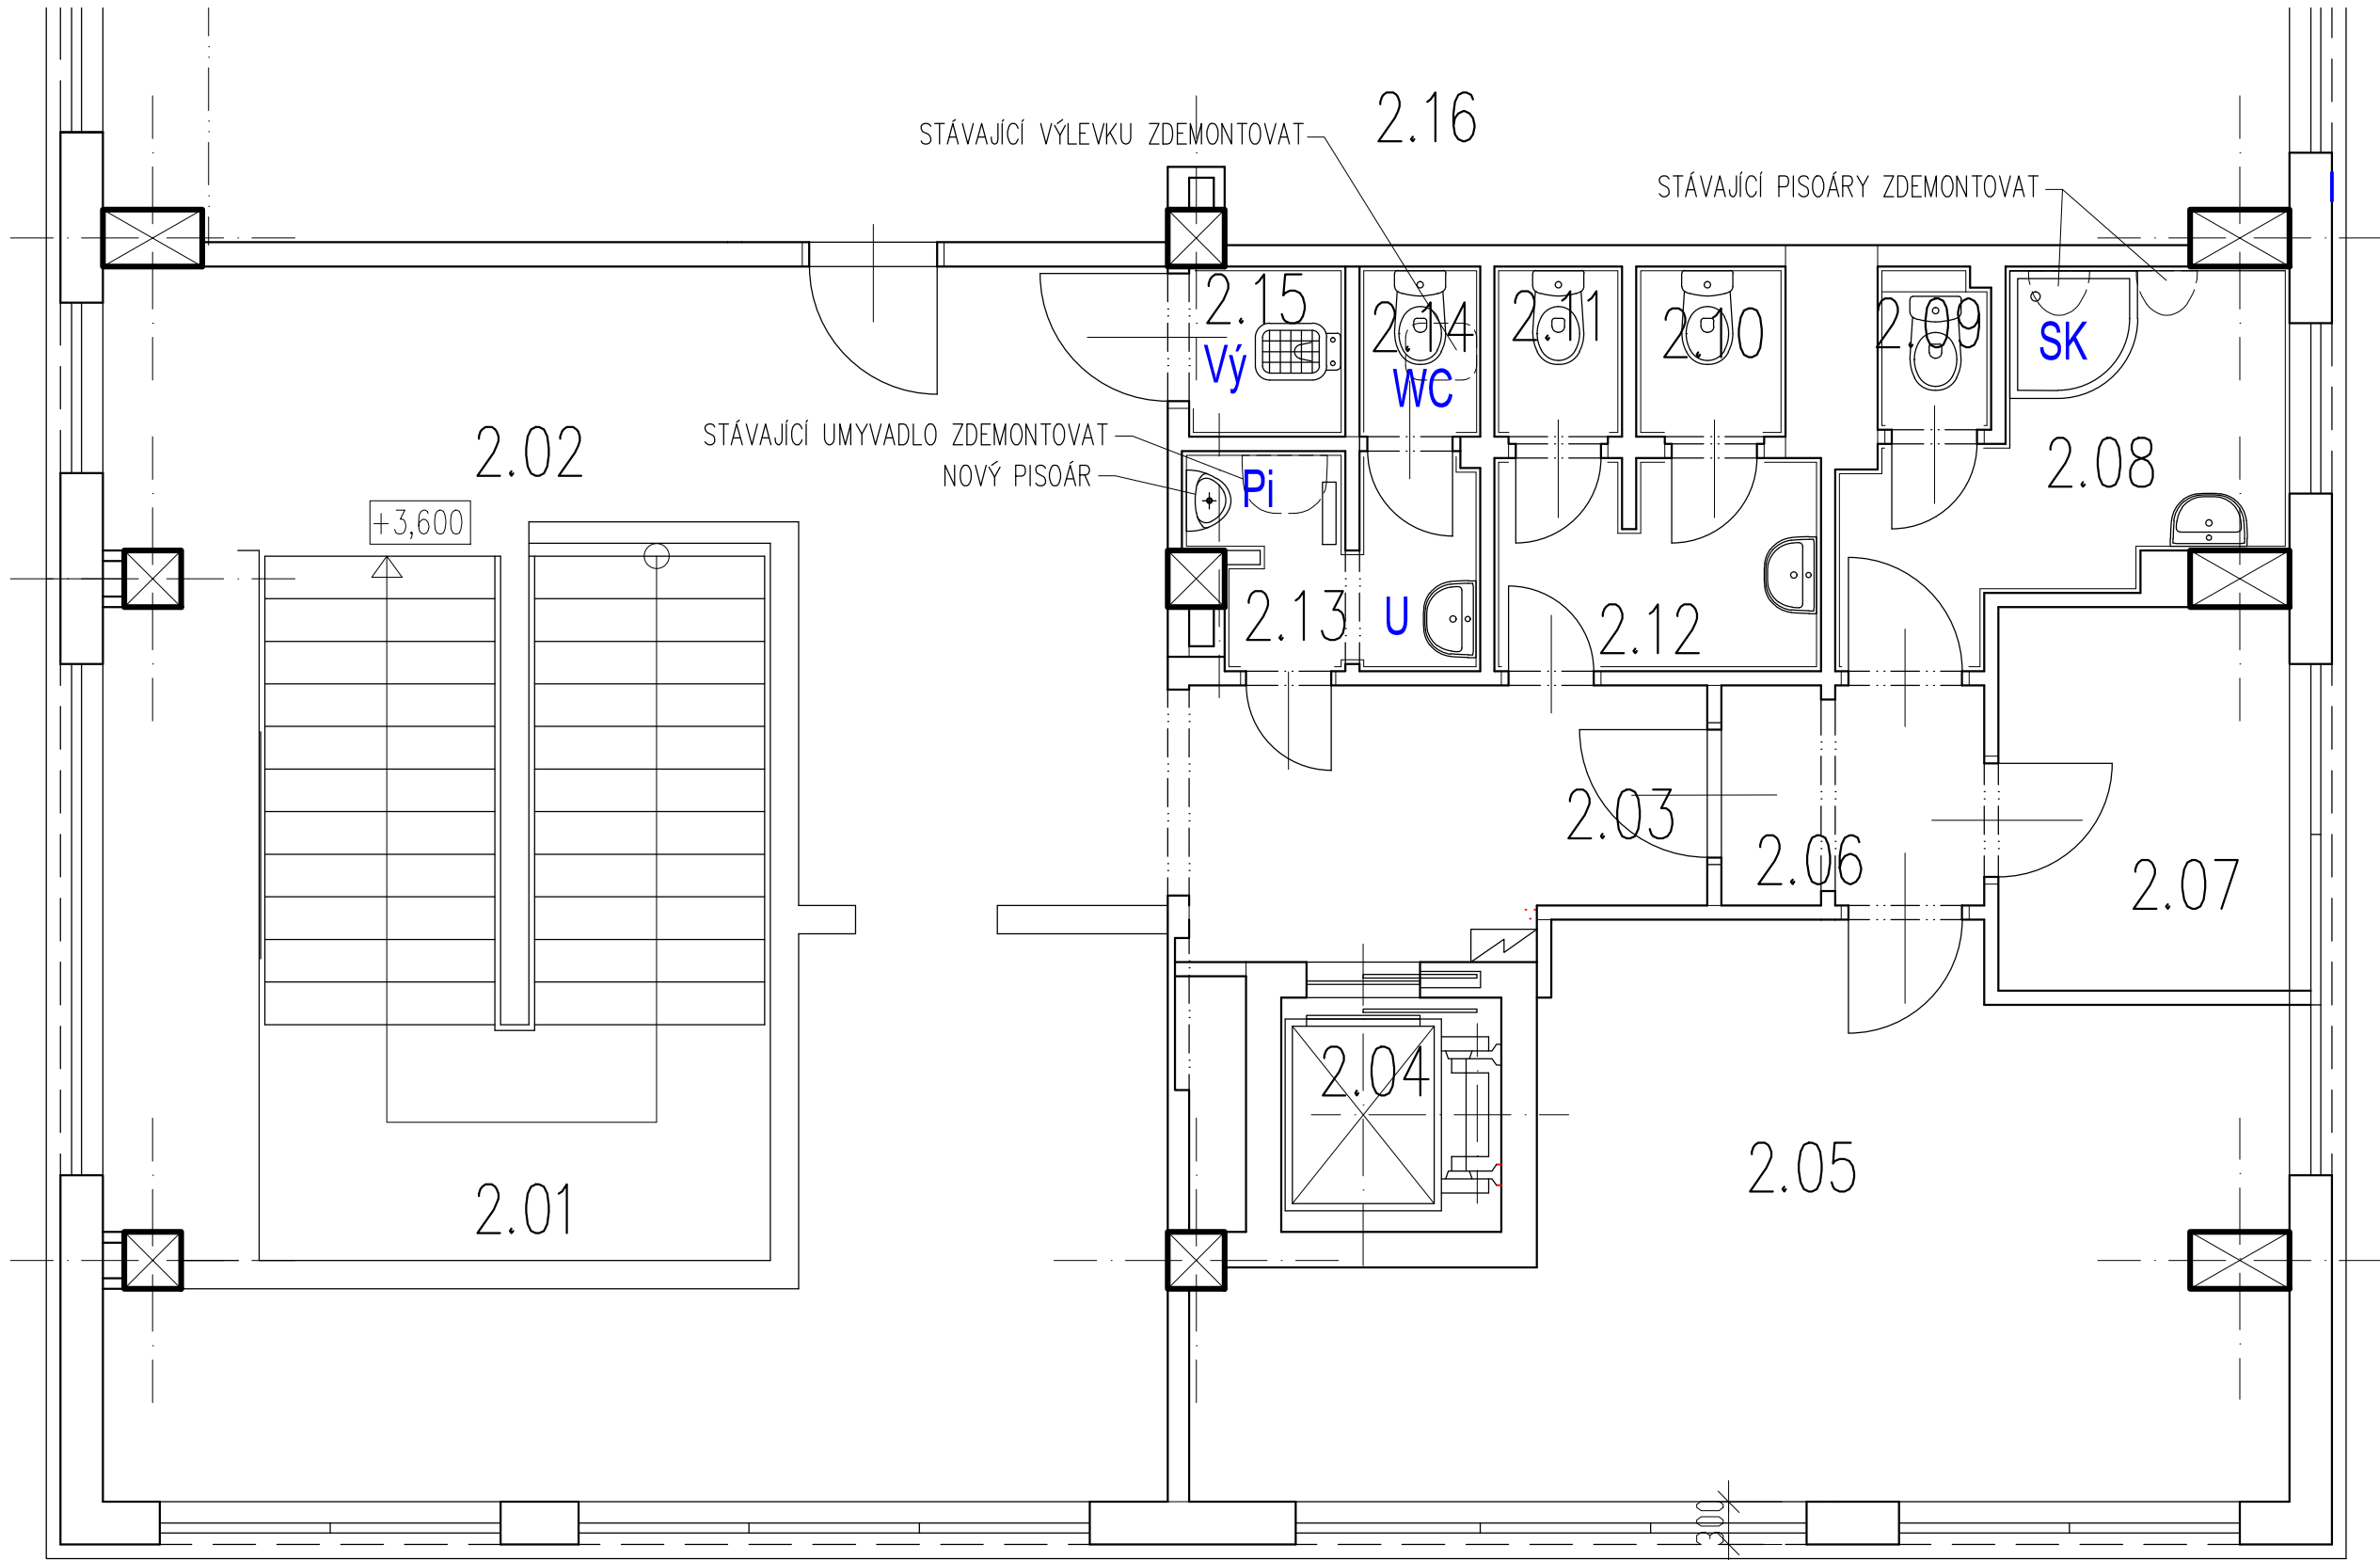 2.16
STÁVAJÍCÍ VÝLEVKU ZDEMONTOVAT
STÁVAJÍCÍ PISOÁRY ZDEMONTOVAT
2.15
2.14
2.11
2.10
2.09
SK
Vý
WC
2.02
STÁVAJÍCÍ UMYVADLO ZDEMONTOVAT
NOVÝ PISOÁR
Pi
2.08
+3,600
2.13
U
2.12
2.03
2.06
2.07
2.04
2.05
2.01
300